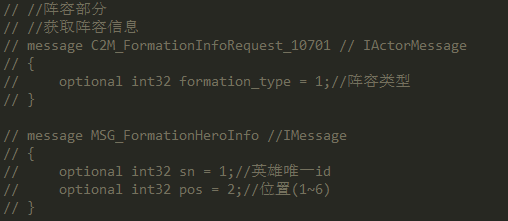 // //阵容部分
// //获取阵容信息
// message C2M_FormationInfoRequest_10701 // IActorMessage
// {
//     optional int32 formation_type = 1;//阵容类型
// }
// message MSG_FormationHeroInfo //IMessage
// {
//     optional int32 sn = 1;//英雄唯一id
//     optional int32 pos = 2;//位置(1~6)
// }